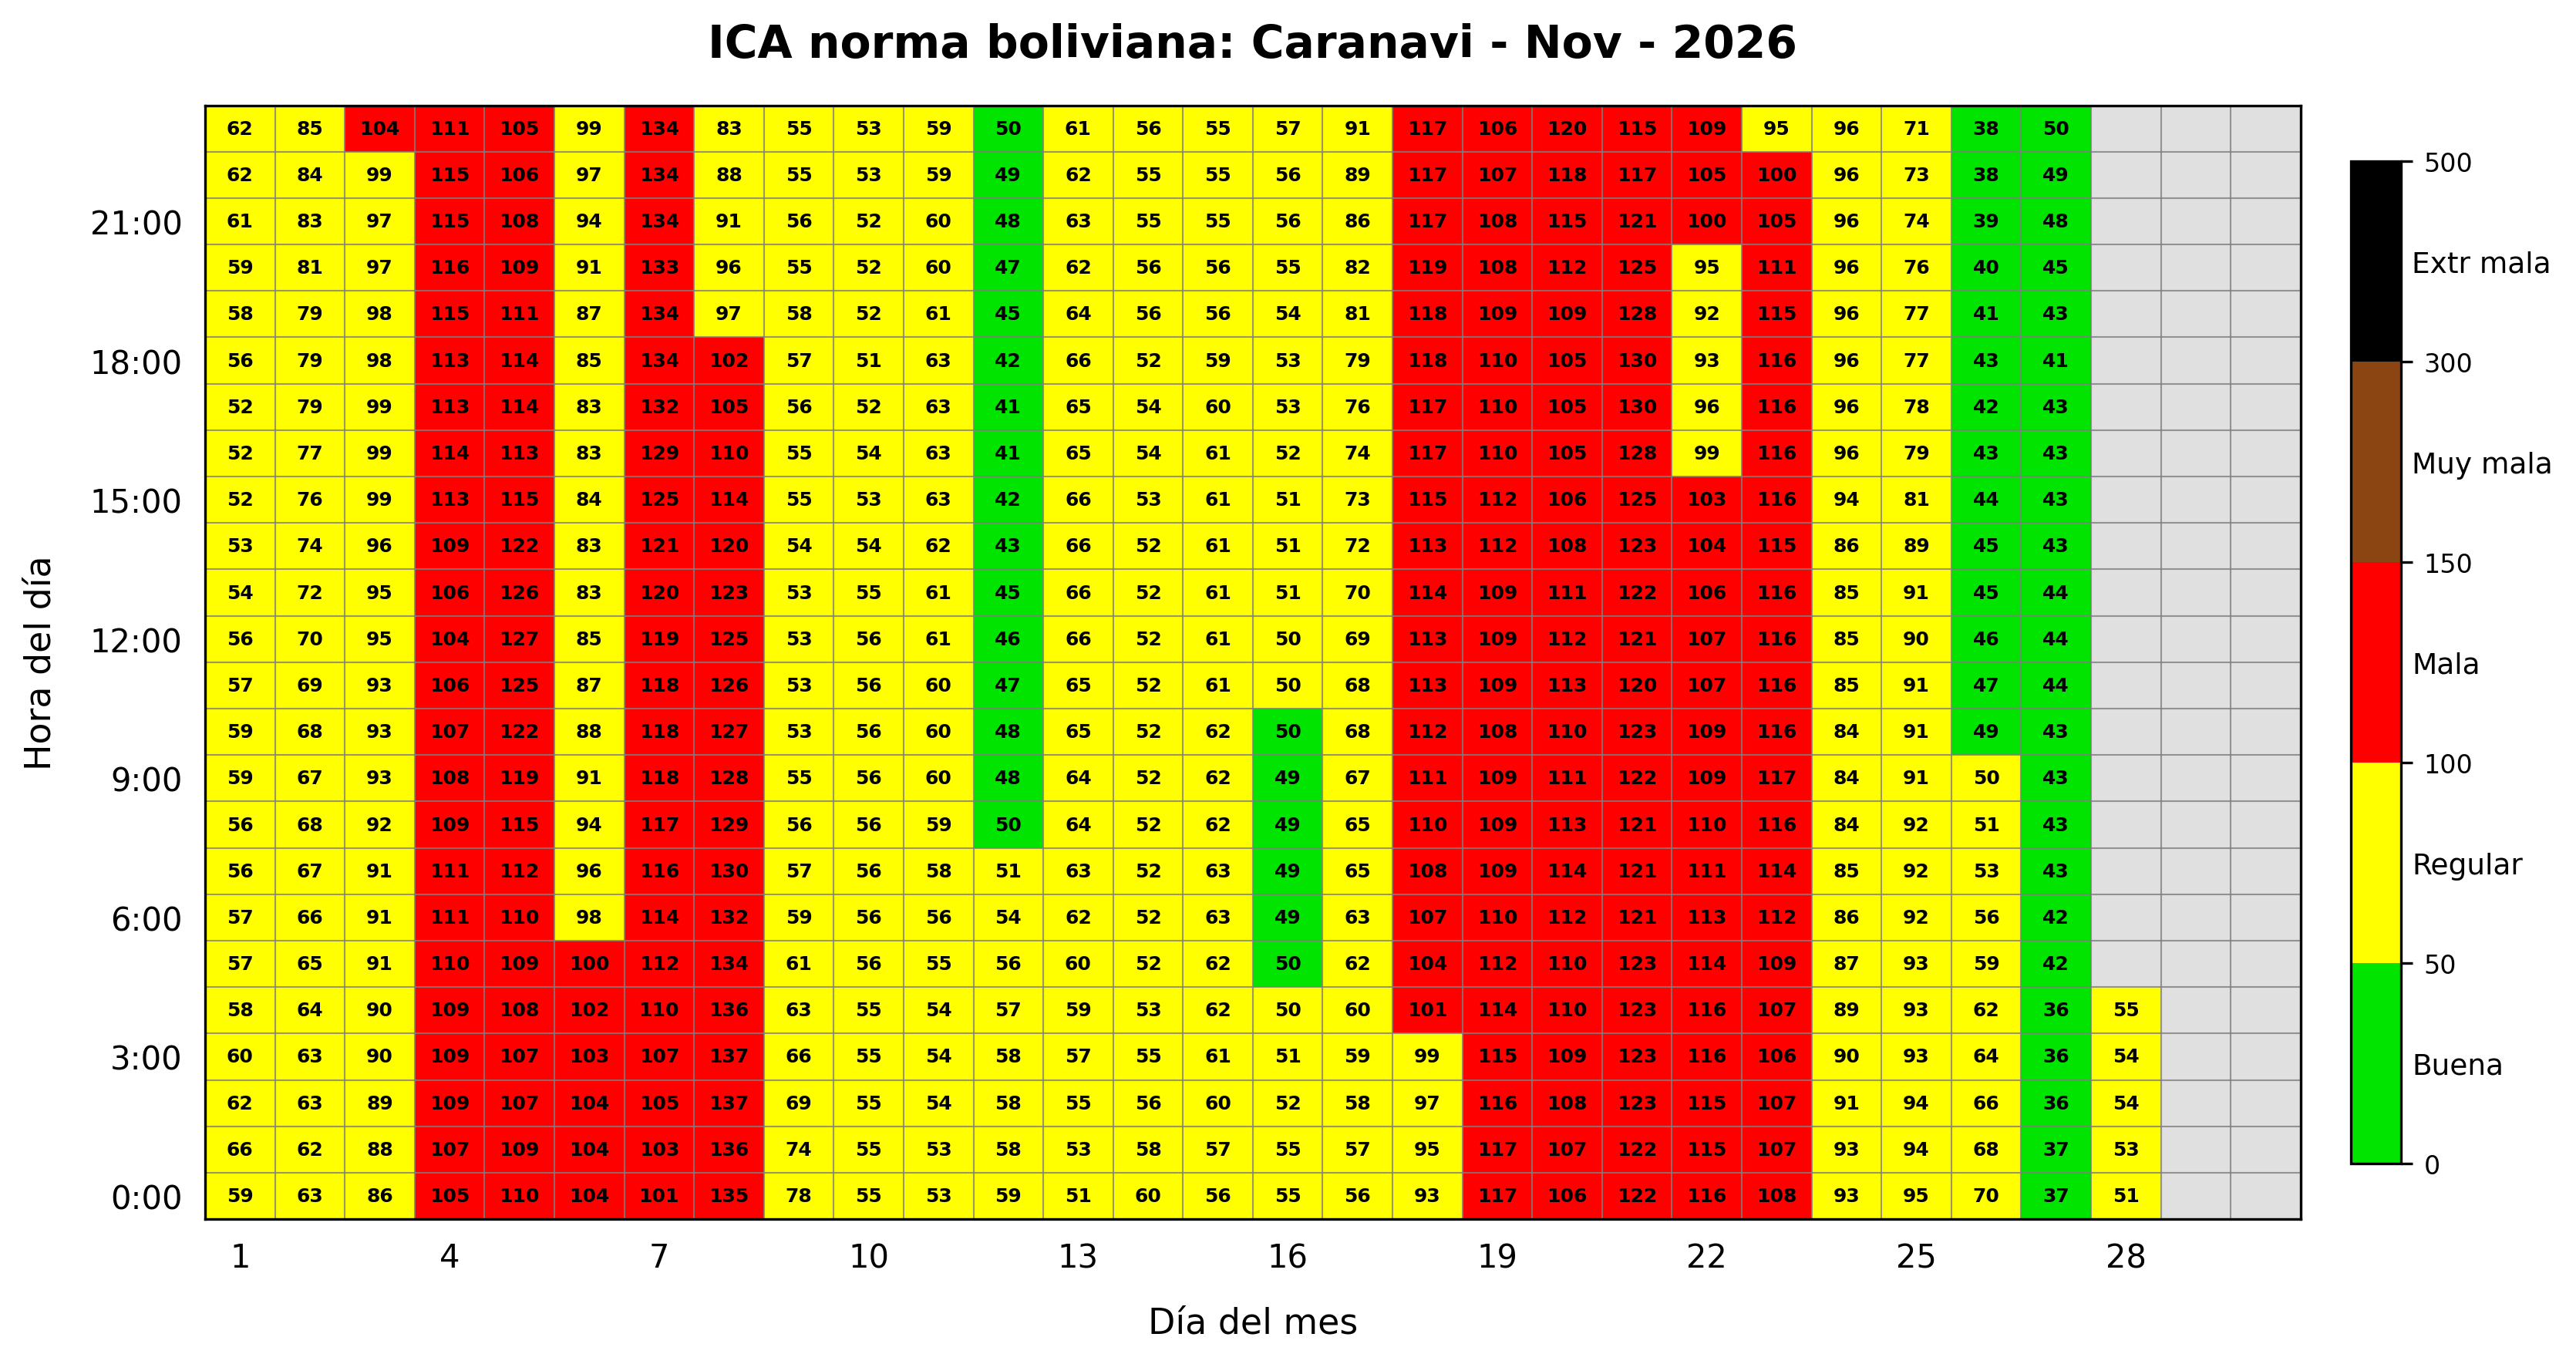 ICA norma boliviana: Caranavi - Nov - 2026
62 85 104 111 105 99 134 83 55 53 59 50 61 56 55 57 91 117 106 120 115 109 95 96 71 38 50
62 84 99 115 106 97 134 88 55 53 59 49 62 55 55 56 89 117 107 118 117 105 100 96 73 38 49
21:00 61 83 97 115 108 94 134 91 56 52 60 48 63 55 55 56 86 117 108 115 121 100 105 96 74 39 48
59 81 97 116 109 91 133 96 55 52 60 47 62 56 56 55 82 119 108 112 125 95 111 96 76 40 45
58 79 98 115 111 87 134 97 58 52 61 45 64 56 56 54 81 118 109 109 128 92 115 96 77 41 43
18:00 56 79 98 113 114 85 134 102 57 51 63 42 66 52 59 53 79 118 110 105 130 93 116 96 77 43 41
52 79 99 113 114 83 132 105 56 52 63 41 65 54 60 53 76 117 110 105 130 96 116 96 78 42 43
52 77 99 114 113 83 129 110 55 54 63 41 65 54 61 52 74 117 110 105 128 99 116 96 79 43 43
15:00 52 76 99 113 115 84 125 114 55 53 63 42 66 53 61 51 73 115 112 106 125 103 116 94 81 44 43
53 74 96 109 122 83 121 120 54 54 62 43 66 52 61 51 72 113 112 108 123 104 115 86 89 45 43
54 72 95 106 126 83 120 123 53 55 61 45 66 52 61 51 70 114 109 111 122 106 116 85 91 45 44
12:00 56 70 95 104 127 85 119 125 53 56 61 46 66 52 61 50 69 113 109 112 121 107 116 85 90 46 44
57 69 93 106 125 87 118 126 53 56 60 47 65 52 61 50 68 113 109 113 120 107 116 85 91 47 44
59 68 93 107 122 88 118 127 53 56 60 48 65 52 62 50 68 112 108 110 123 109 116 84 91 49 43
9:00 59 67 93 108 119 91 118 128 55 56 60 48 64 52 62 49 67 111 109 111 122 109 117 84 91 50 43
56 68 92 109 115 94 117 129 56 56 59 50 64 52 62 49 65 110 109 113 121 110 116 84 92 51 43
56 67 91 111 112 96 116 130 57 56 58 51 63 52 63 49 65 108 109 114 121 111 114 85 92 53 43
6:00 57 66 91 111 110 98 114 132 59 56 56 54 62 52 63 49 63 107 110 112 121 113 112 86 92 56 42
57 65 91 110 109 100 112 134 61 56 55 56 60 52 62 50 62 104 112 110 123 114 109 87 93 59 42
58 64 90 109 108 102 110 136 63 55 54 57 59 53 62 50 60 101 114 110 123 116 107 89 93 62 36 55
3:00 60 63 90 109 107 103 107 137 66 55 54 58 57 55 61 51 59 99 115 109 123 116 106 90 93 64 36 54
62 63 89 109 107 104 105 137 69 55 54 58 55 56 60 52 58 97 116 108 123 115 107 91 94 66 36 54
66 62 88 107 109 104 103 136 74 55 53 58 53 58 57 55 57 95 117 107 122 115 107 93 94 68 37 53
0:00 59 63 86 105 110 104 101 135 78 55 53 59 51 60 56 55 56 93 117 106 122 116 108 93 95 70 37 51
1 4 7 10 13 16 19 22 25 28
Día del mes
Hora del día
500
Extr mala
300
Muy mala
150
Mala
100
Regular
50
Buena
0